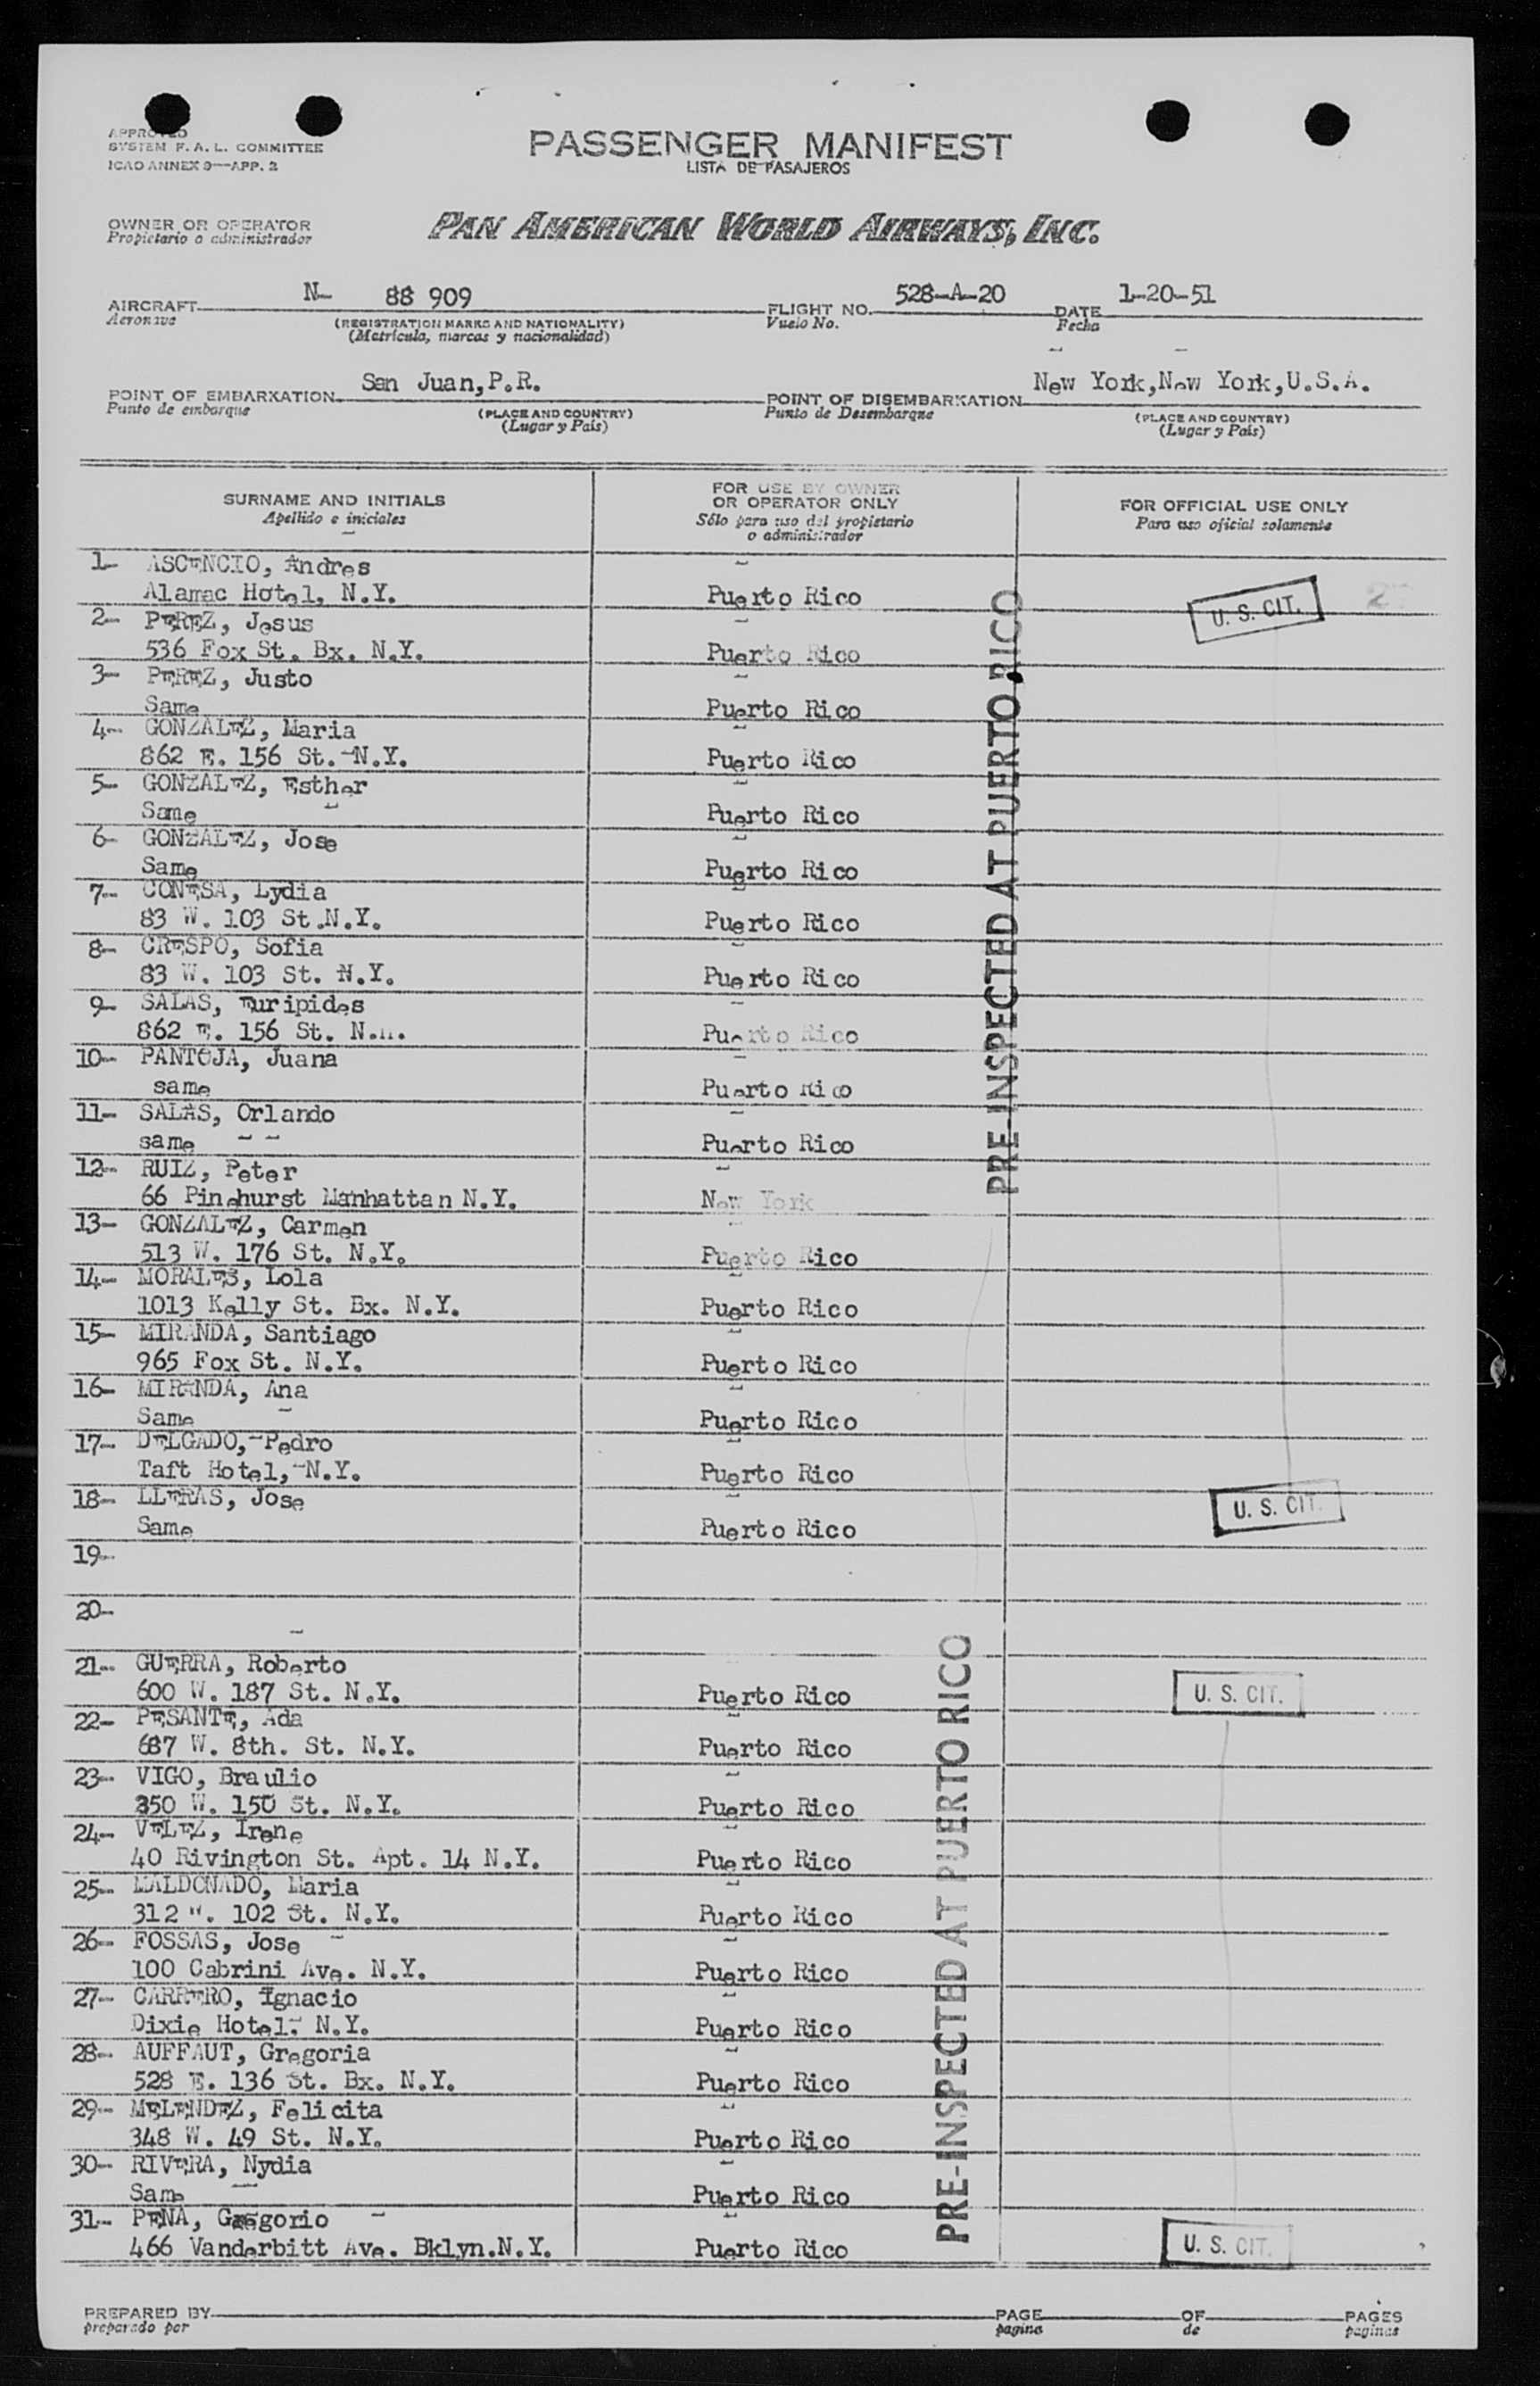 APPROVED
SYSTEM F. A. L. COMMITTEE
ICAO ANNEX 9—APP. 2
PASSENGER MANIFEST
LISTA DE PASAJEROS
OWNER OR OPERATOR
Propietario o administrador
PAN AMERICAN WORLD AIRWAYS, INC.
AIRCRAFT N- 88 909
Aeronave
(REGISTRATION MARKS AND NATIONALITY)
(Matrícula, marcas y nacionalidad)
FLIGHT NO. 528-A-20
Vuelo No.
DATE 1-20-51
Fecha
POINT OF EMBARKATION San Juan,P.R.
Punto de embarque
(PLACE AND COUNTRY)
(Lugar y País)
POINT OF DISEMBARKATION New York,New York,U.S.A.
Punto de Desembarque
(PLACE AND COUNTRY)
(Lugar y País)
SURNAME AND INITIALS
Apellido e iniciales
FOR USE BY OWNER
OR OPERATOR ONLY
Sólo para uso del propietario
o administrador
FOR OFFICIAL USE ONLY
Para uso oficial solamente
1- ASCENCIO, Andres
Alamac Hotel, N.Y. Puerto Rico U. S. CIT.
2- PEREZ, Jesus
536 Fox St. Bx. N.Y. Puerto Rico
3- PEREZ, Justo
Same Puerto Rico
4- GONZALEZ, Maria
862 E. 156 St.-N.Y. Puerto Rico
5- GONZALEZ, Esther
Same Puerto Rico
6- GONZALEZ, Jose
Same Puerto Rico
7- CONESA, Lydia
83 W. 103 St.N.Y. Puerto Rico
8- CRESPO, Sofia
83 W. 103 St. N.Y. Puerto Rico
9- SALAS, Euripides
862 E. 156 St. Puerto Rico
10- PANTOJA, Juana
same Puerto Rico
11- SALAS, Orlando
same Puerto Rico
12- RUIZ, Peter
66 Pinehurst Manhattan N.Y. New York
13- GONZALEZ, Carmen
513 W. 176 St. N.Y. Puerto Rico
14- MORALES, Lola
1013 Kelly St. Bx. N.Y. Puerto Rico
15- MIRANDA, Santiago
965 Fox St. N.Y. Puerto Rico
16- MIRANDA, Ana
Same Puerto Rico
17- DELGADO,-Pedro
Taft Hotel,-N.Y. Puerto Rico
18- LLERAS, Jose
Same Puerto Rico U. S. CIT.
19-
20-
PRE-INSPECTED AT PUERTO RICO
21- GUERRA, Roberto
600 W. 187 St. N.Y. Puerto Rico U. S. CIT.
22- PESANTE, Ada
687 W. 8th. St. N.Y. Puerto Rico
23- VIGO, Braulio
350 W. 150 St. N.Y. Puerto Rico
24- VELEZ, Irene
40 Rivington St. Apt. 14 N.Y. Puerto Rico
25- MALDONADO, Maria
312 W. 102 St. N.Y. Puerto Rico
26- FOSSAS, Jose
100 Cabrini Ave. N.Y. Puerto Rico
27- CARRERO, Ignacio
Dixie Hotel. N.Y. Puerto Rico
28- AUFFAUT, Gregoria
528 E. 136 St. Bx. N.Y. Puerto Rico
29- MELENDEZ, Felicita
348 W. 49 St. N.Y. Puerto Rico
30- RIVERA, Nydia
Same Puerto Rico
31- PENA, Gregorio
466 Vanderbitt Ave. Bklyn.N.Y. Puerto Rico U. S. CIT.
PRE-INSPECTED AT PUERTO RICO
PREPARED BY
preparado por
PAGE OF PAGES
pagina de paginas